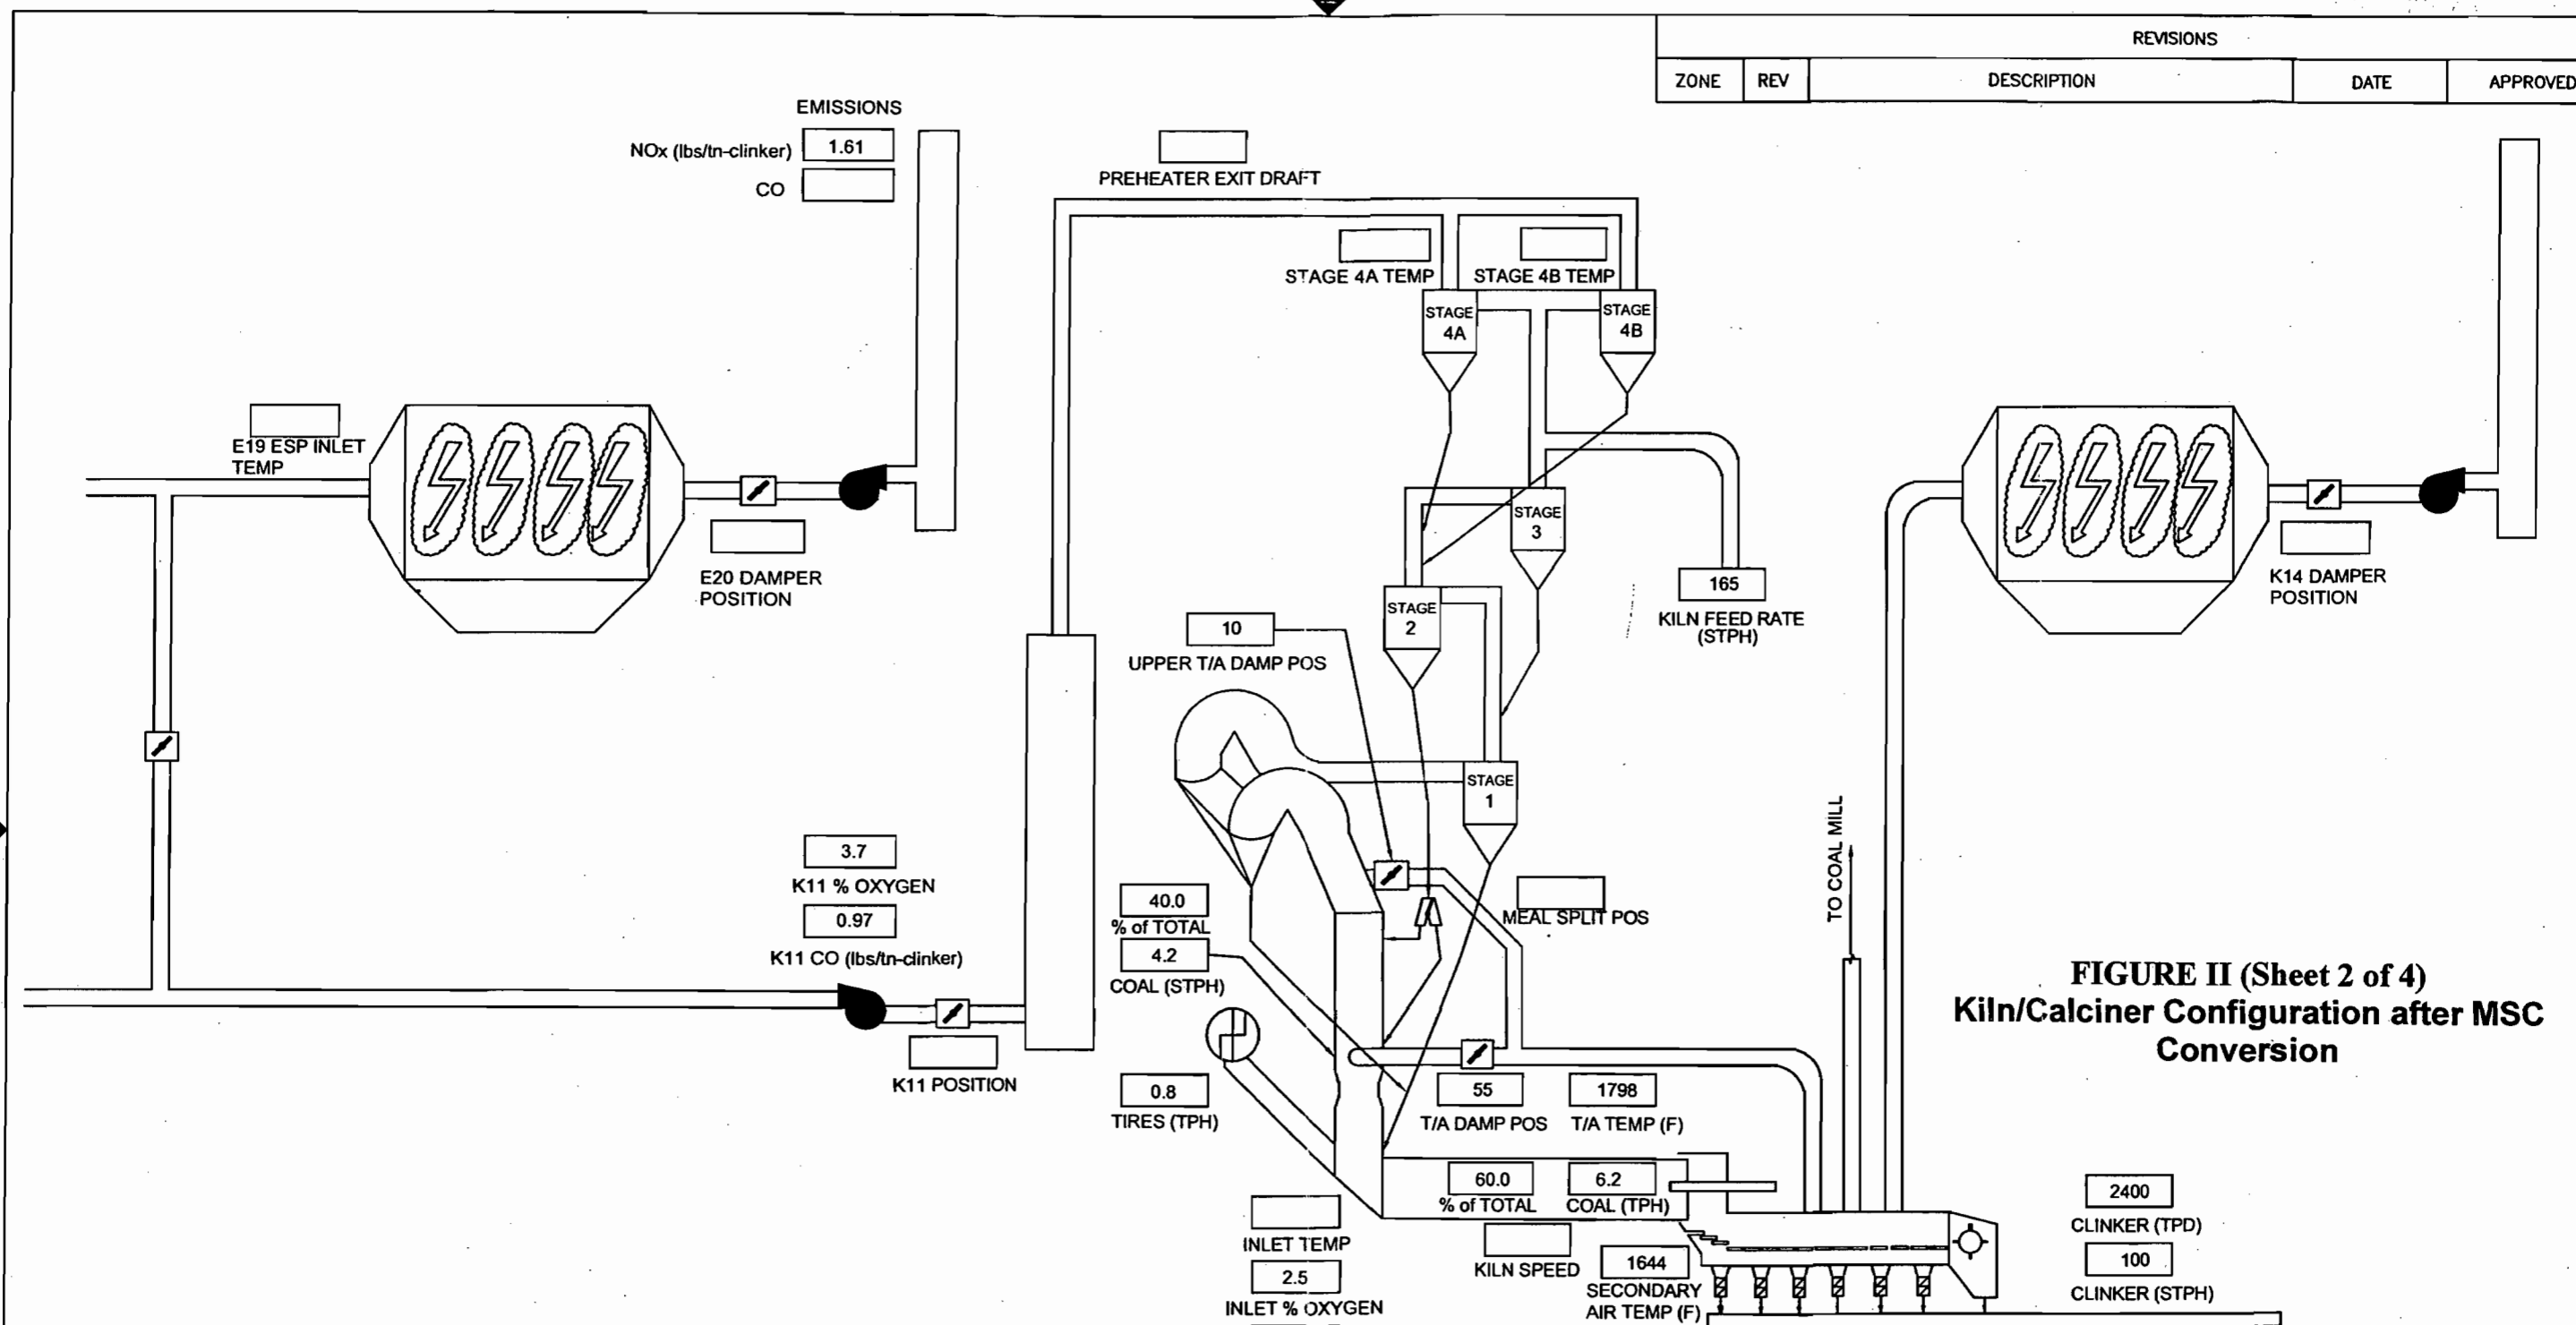 REVISIONS
ZONE REV DESCRIPTION DATE APPROVED
EMISSIONS
NOx (lbs/tn-clinker) 1.61
CO
PREHEATER EXIT DRAFT
STAGE 4A TEMP
STAGE 4B TEMP
STAGE
4A
STAGE
4B
E19 ESP INLET
TEMP
E20 DAMPER
POSITION
STAGE
3
165
KILN FEED RATE
(STPH)
K14 DAMPER
POSITION
STAGE
2
10
UPPER T/A DAMP POS
STAGE
1
3.7
K11 % OXYGEN
0.97
K11 CO (lbs/tn-clinker)
K11 POSITION
40.0
% of TOTAL
4.2
COAL (STPH)
MEAL SPLIT POS
TO COAL MILL
FIGURE II (Sheet 2 of 4)
Kiln/Calciner Configuration after MSC
Conversion
0.8
TIRES (TPH)
55
T/A DAMP POS
1798
T/A TEMP (F)
60.0
% of TOTAL
6.2
COAL (TPH)
INLET TEMP
2.5
INLET % OXYGEN
KILN SPEED
1644
SECONDARY
AIR TEMP (F)
2400
CLINKER (TPD)
100
CLINKER (STPH)